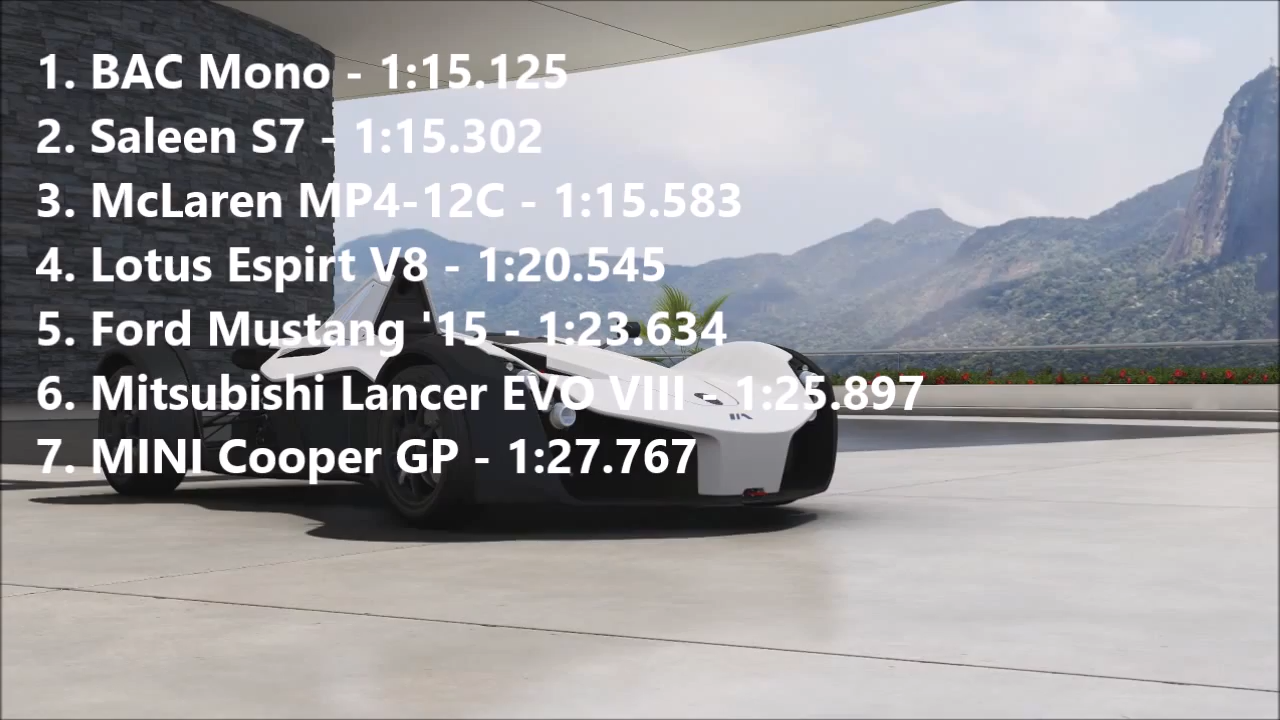 1. BAC Mono - 1:15.125
2. Saleen S7 - 1:15.302
3. McLaren MP4-12C - 1:15.583
4. Lotus Espirt V8 - 1:20.545
5. Ford Mustang '15 - 1:23.634
6. Mitsubishi Lancer EVO VIII - 1:25.897
7. MINI Cooper GP - 1:27.767